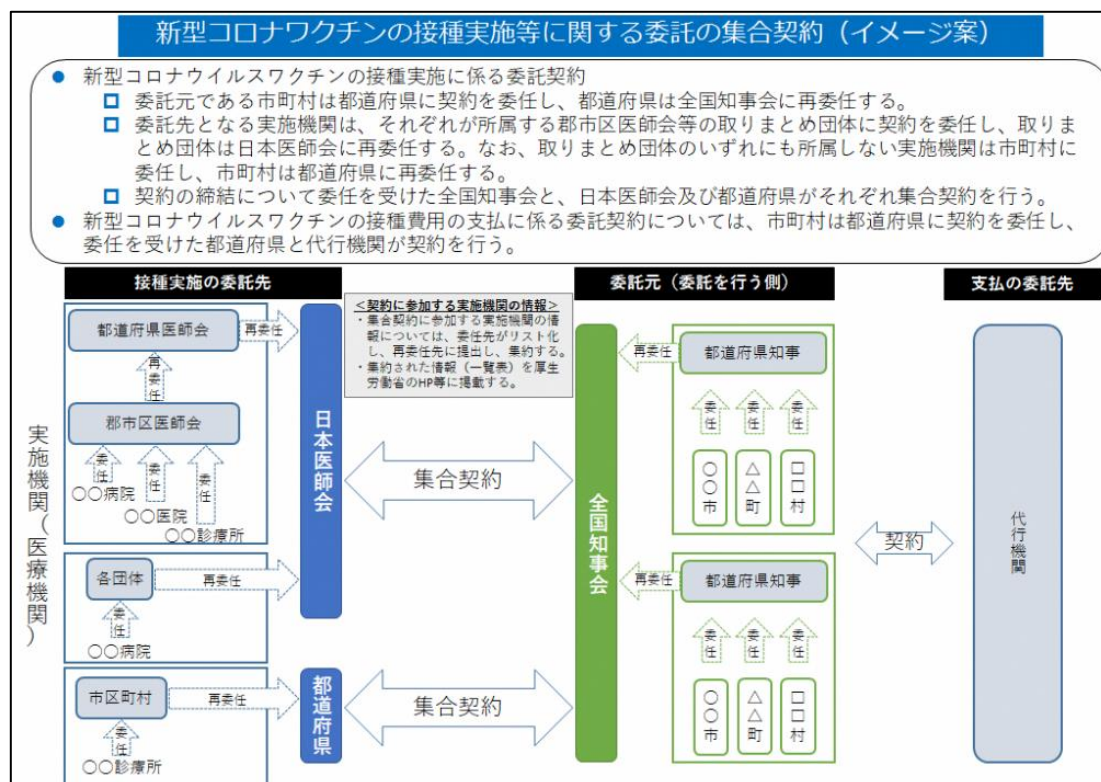 新型コロナワクチンの接種実施等に関する委託の集合契約（イメージ案）
● 新型コロナウイルスワクチンの接種実施に係る委託契約
□ 委託元である市町村は都道府県に契約を委任し、都道府県は全国知事会に再委任する。
□ 委託先となる実施機関は、それぞれが所属する郡市区医師会等の取りまとめ団体に契約を委任し、取りま
とめ団体は日本医師会に再委任する。なお、取りまとめ団体のいずれにも所属しない実施機関は市町村に
委任し、市町村は都道府県に再委任する。
□ 契約の締結について委任を受けた全国知事会と、日本医師会及び都道府県がそれぞれ集合契約を行う。
● 新型コロナウイルスワクチンの接種費用の支払に係る委託契約については、市町村は都道府県に契約を委任し、
委任を受けた都道府県と代行機関が契約を行う。
接種実施の委託先
実施機関（医療機関）
都道府県医師会
再委任
再委任
郡市区医師会
委任
委任
委任
〇〇病院
〇〇医院
〇〇診療所
各団体
再委任
委任
〇〇病院
市区町村
再委任
委任
〇〇診療所
日本医師会
都道府県
＜契約に参加する実施機関の情報＞
・集合契約に参加する実施機関の情
報については、委任先がリスト化
し、再委任先に提出し、集約する。
・集約された情報（一覧表）を厚生
労働省のHP等に掲載する。
集合契約
集合契約
委託元（委託を行う側）
全国知事会
再委任
都道府県知事
委任
委任
委任
〇〇市
△△町
□□村
再委任
都道府県知事
委任
委任
委任
〇〇市
△△町
□□村
契約
支払の委託先
代行機関